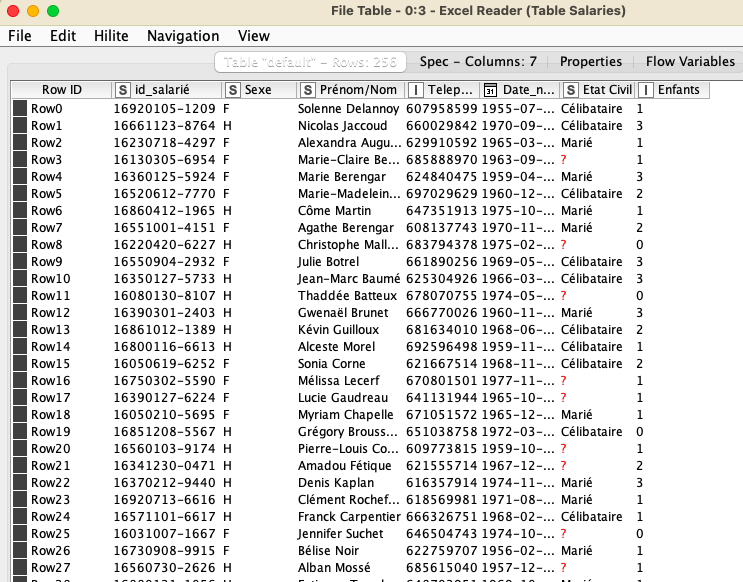 File Table - 0:3 - Excel Reader (Table Salaries)
File Edit Hilite Navigation View
Table "default" - Rows: 256 Spec - Columns: 7 Properties Flow Variables
Row ID S id_salarié S Sexe S Prénom/Nom I Telep... 31 Date_n... S Etat Civil I Enfants
Row0 16920105-1209 F Solenne Delannoy 607958599 1955-07-... Célibataire 1
Row1 16661123-8764 H Nicolas Jaccoud 660029842 1970-09-... Célibataire 3
Row2 16230718-4297 F Alexandra Augu... 629910592 1965-03-... Marié 1
Row3 16130305-6954 F Marie-Claire Be... 685888970 1963-09-... ? 1
Row4 16360125-5924 F Marie Berengar 624840475 1959-04-... Marié 3
Row5 16520612-7770 F Marie-Madelein... 697029629 1960-12-... Célibataire 2
Row6 16860412-1965 H Côme Martin 647351913 1975-10-... Marié 1
Row7 16551001-4151 F Agathe Berengar 608137743 1970-11-... Marié 2
Row8 16220420-6227 H Christophe Mall... 683794378 1975-02-... ? 0
Row9 16550904-2932 F Julie Botrel 661890256 1969-05-... Célibataire 3
Row10 16350127-5733 H Jean-Marc Baumé 625304926 1966-03-... Célibataire 3
Row11 16080130-8107 H Thaddée Batteux 678070755 1974-05-... ? 0
Row12 16390301-2403 H Gwenaël Brunet 666770026 1960-11-... Marié 3
Row13 16861012-1389 H Kévin Guilloux 681634010 1968-06-... Célibataire 2
Row14 16800116-6613 H Alceste Morel 692596498 1959-11-... Célibataire 1
Row15 16050619-6252 F Sonia Corne 621667514 1968-11-... Célibataire 2
Row16 16750302-5590 F Mélissa Lecerf 670801501 1977-11-... ? 1
Row17 16390127-6224 F Lucie Gaudreau 641131944 1965-10-... ? 1
Row18 16050210-5695 F Myriam Chapelle 671051572 1965-12-... Marié 1
Row19 16851208-5567 H Grégory Brouss... 651038758 1972-03-... Célibataire 0
Row20 16560103-9174 H Pierre-Louis Co... 609773815 1959-10-... ? 1
Row21 16341230-0471 H Amadou Fétique 621555714 1967-12-... ? 2
Row22 16370212-9440 H Denis Kaplan 616357914 1974-11-... Marié 3
Row23 16920713-6616 H Clément Rochef... 618569981 1971-08-... Marié 1
Row24 16571101-6617 H Franck Carpentier 666326751 1968-02-... Célibataire 1
Row25 16031007-1667 F Jennifer Suchet 646504743 1974-10-... ? 0
Row26 16730908-9915 F Bélise Noir 622759707 1956-02-... Marié 1
Row27 16560730-2626 H Alban Mossé 685615040 1957-12-... ? 1